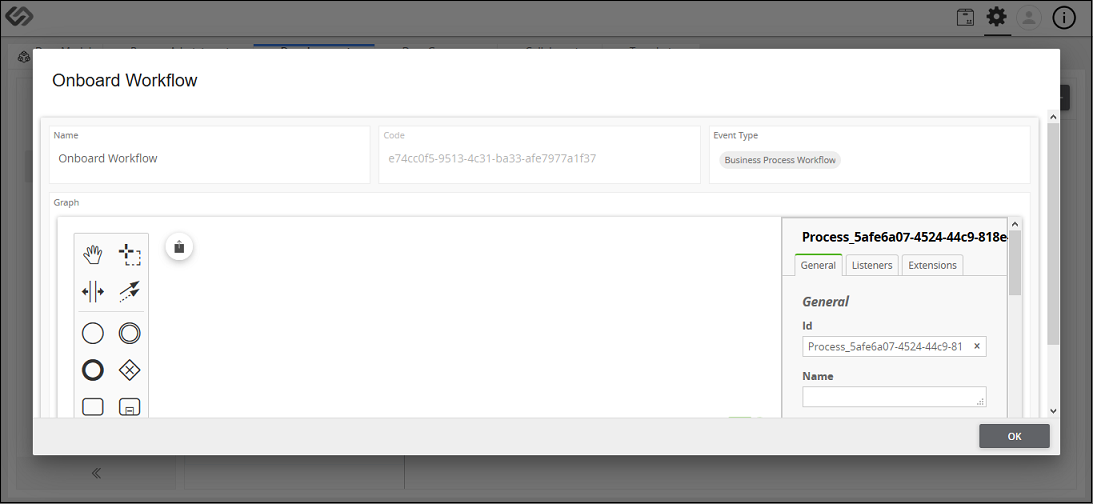 Onboard Workflow
Name
Code
Event Type
Onboard Workflow
e74cc0f5-9513-4c31-ba33-afe7977a1f37
Business Process Workflow
Graph
Process_5afe6a07-4524-44c9-818e
General
Listeners
Extensions
General
Id
Process_5afe6a07-4524-44c9-81
Name
OK